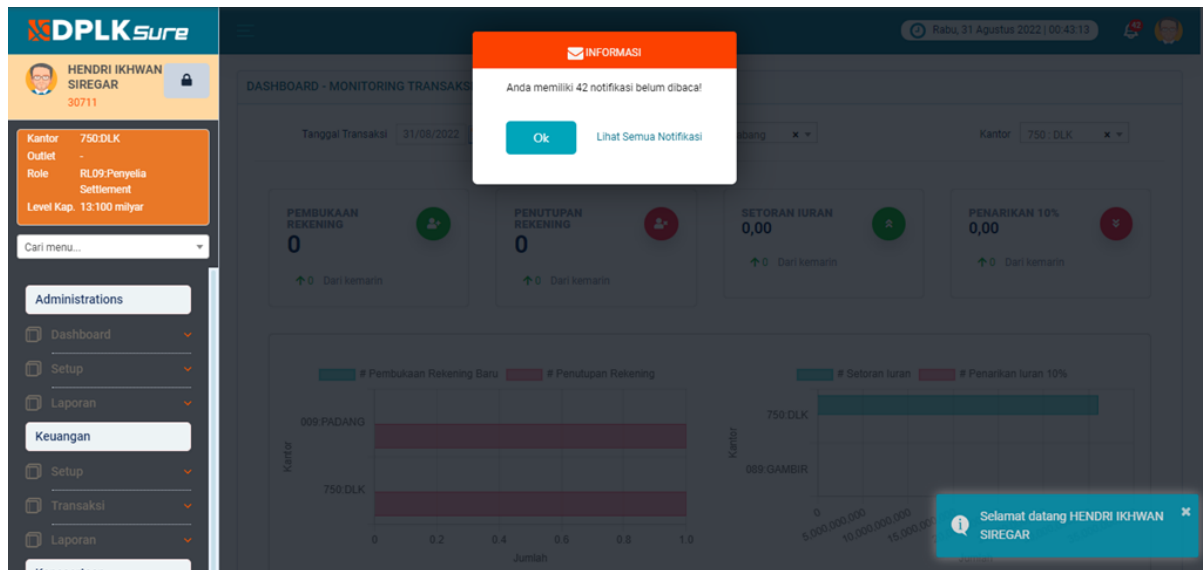 DPLKSure
HENDRI IKHWAN
SIREGAR
30711
Kantor 750:DLK
Outlet -
Role RL09:Penyelia
Settlement
Level Kap. 13:100 milyar
Cari menu...
Administrations
Dashboard
Setup
Laporan
Keuangan
Setup
Transaksi
Laporan
Rabu, 31 Agustus 2022 | 00:43:13
42
INFORMASI
Anda memiliki 42 notifikasi belum dibaca!
Ok
Lihat Semua Notifikasi
DASHBOARD - MONITORING TRANSAKS
Tanggal Transaksi 31/08/2022
abang
Kantor 750 : DLK
PEMBUKAAN
REKENING
0
0 Dari kemarin
PENUTUPAN
REKENING
0
0 Dari kemarin
SETORAN IURAN
0,00
0 Dari kemarin
PENARIKAN 10%
0,00
0 Dari kemarin
# Pembukaan Rekening Baru # Penutupan Rekening
009:PADANG
Kantor
750:DLK
0 0.2 0.4 0.6 0.8 1.0
Jumlah
# Setoran Iuran # Penarikan Iuran 10%
750:DLK
Kantor
089:GAMBIR
0 5,000,000,000 10,000,000,000
Selamat datang HENDRI IKHWAN
SIREGAR